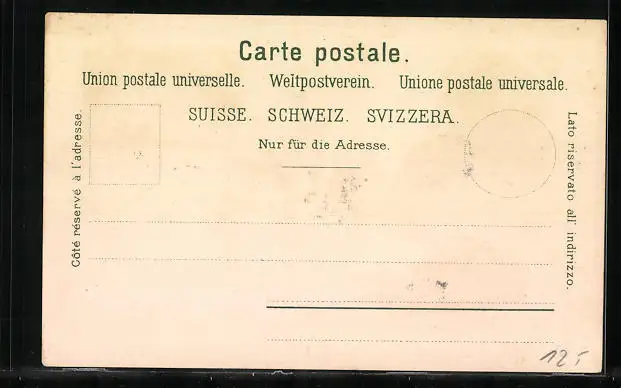 Carte postale.
Union postale universelle. Weltpostverein. Unione postale universale.
SUISSE. SCHWEIZ. SVIZZERA.
Nur für die Adresse.
Côté réservé à l'adresse.
Lato riservato all' indirizzo.
12,-